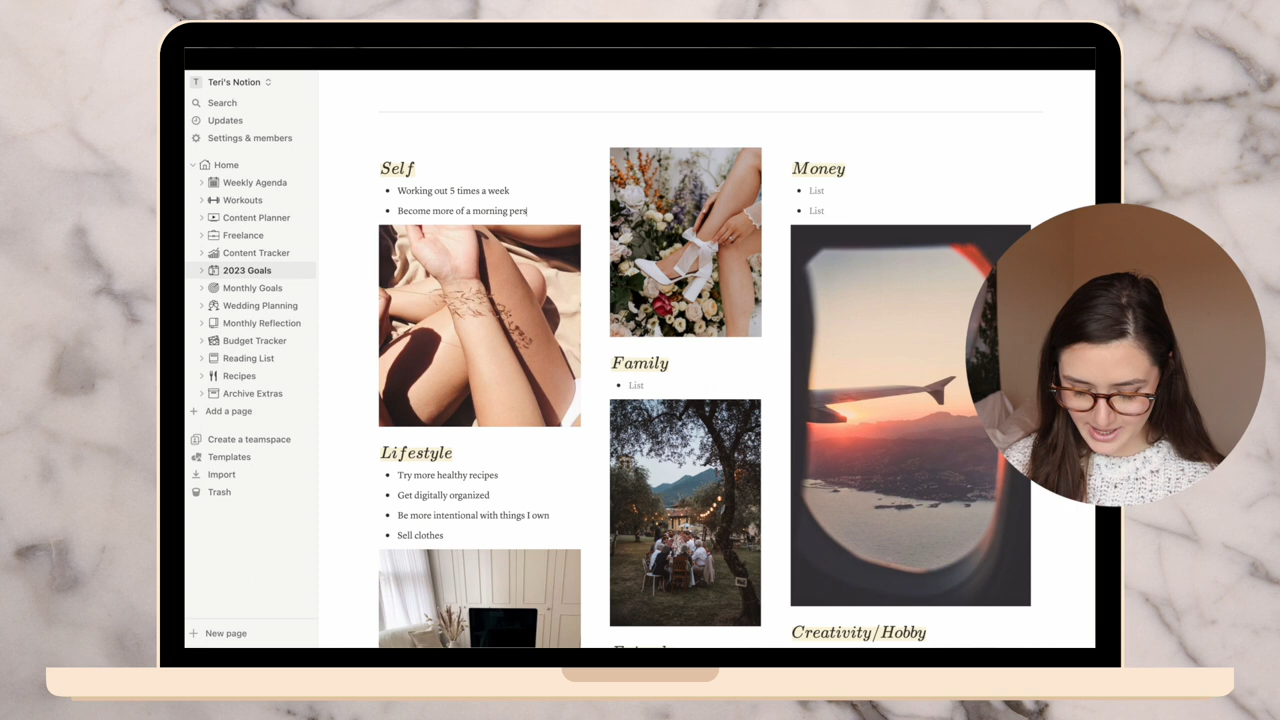 T Teri's Notion
Search
Updates
Settings & members
Home
Weekly Agenda
Workouts
Content Planner
Freelance
Content Tracker
2023 Goals
Monthly Goals
Wedding Planning
Monthly Reflection
Budget Tracker
Reading List
Recipes
Archive Extras
Add a page
Create a teamspace
Templates
Import
Trash
New page
Self
Working out 5 times a week
Become more of a morning pers
Lifestyle
Try more healthy recipes
Get digitally organized
Be more intentional with things I own
Sell clothes
Family
List
Money
List
List
Creativity/Hobby